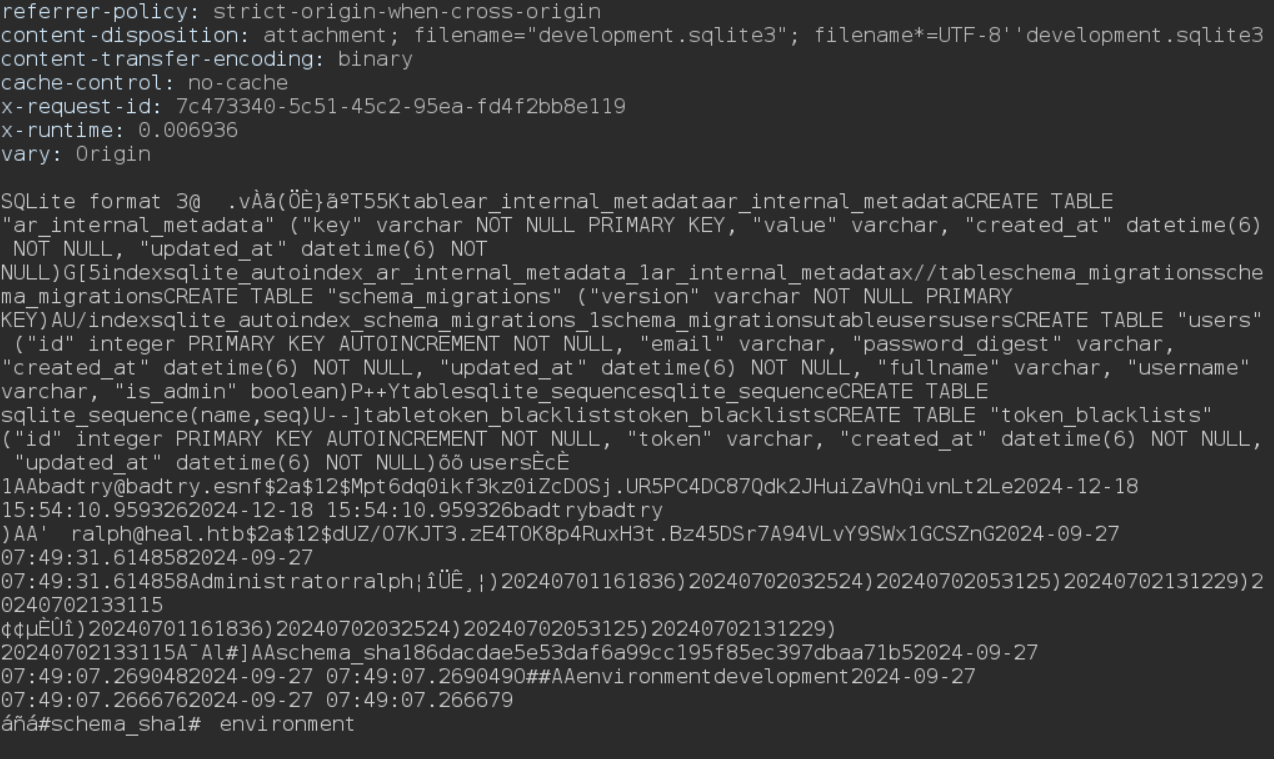 referrer-policy: strict-origin-when-cross-origin
content-disposition: attachment; filename="development.sqlite3"; filename*=UTF-8''development.sqlite3
content-transfer-encoding: binary
cache-control: no-cache
x-request-id: 7c473340-5c51-45c2-95ea-fd4f2bb8e119
x-runtime: 0.006936
vary: Origin
SQLite format 3@  .vÀã(ÖÈ}ãºT55Ktablear_internal_metadataar_internal_metadataCREATE TABLE
"ar_internal_metadata" ("key" varchar NOT NULL PRIMARY KEY, "value" varchar, "created_at" datetime(6)
NOT NULL, "updated_at" datetime(6) NOT
NULL)G[5indexsqlite_autoindex_ar_internal_metadata_1ar_internal_metadatax//tableschema_migrationssche
ma_migrationsCREATE TABLE "schema_migrations" ("version" varchar NOT NULL PRIMARY
KEY)AU/indexsqlite_autoindex_schema_migrations_1schema_migrationsutableusersusersCREATE TABLE "users"
("id" integer PRIMARY KEY AUTOINCREMENT NOT NULL, "email" varchar, "password_digest" varchar,
"created_at" datetime(6) NOT NULL, "updated_at" datetime(6) NOT NULL, "fullname" varchar, "username"
varchar, "is_admin" boolean)P++Ytablesqlite_sequencesqlite_sequenceCREATE TABLE
sqlite_sequence(name,seq)U--]tabletoken_blackliststoken_blacklistsCREATE TABLE "token_blacklists"
("id" integer PRIMARY KEY AUTOINCREMENT NOT NULL, "token" varchar, "created_at" datetime(6) NOT NULL,
"updated_at" datetime(6) NOT NULL)öõ usersÈcÈ
1AAbadtry@badtry.esnf$2a$12$Mpt6dq0ikf3kz0iZcDOSj.UR5PC4DC87Qdk2JHuiZaVhQivnLt2Le2024-12-18
15:54:10.9593262024-12-18 15:54:10.959326badtrybadtry
)AA'  ralph@heal.htb$2a$12$dUZ/O7KJT3.zE4TOK8p4RuxH3t.Bz45DSr7A94VLvY9SWx1GCSZnG2024-09-27
07:49:31.6148582024-09-27
07:49:31.614858Administratorralph¦îÜÊ¸¦)20240701161836)20240702032524)20240702053125)20240702131229)2
0240702133115
¢¢µÈÛî)20240701161836)20240702032524)20240702053125)20240702131229)
20240702133115A¯Al#]AAschema_sha186dacdae5e53daf6a99cc195f85ec397dbaa71b52024-09-27
07:49:07.2690482024-09-27 07:49:07.269049O##AAenvironmentdevelopment2024-09-27
07:49:07.2666762024-09-27 07:49:07.266679
áñá#schema_sha1#  environment